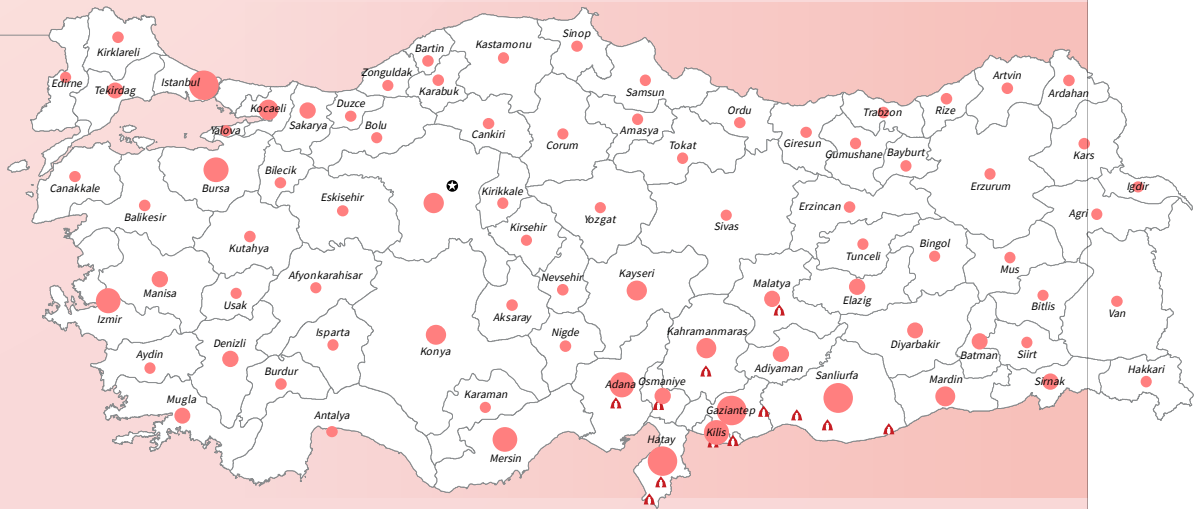 Sinop
Kirklareli
Bartin
Kastamonu
Edirne
Tekirdag
Istanbul
Zonguldak
Karabuk
Samsun
Artvin
Ardahan
Kocaeli
Sakarya
Duzce
Bolu
Cankiri
Corum
Amasya
Ordu
Trabzon
Rize
Yalova
Tokat
Giresun
Gumushane
Bayburt
Kars
Canakkale
Bursa
Bilecik
Eskisehir
Kirikkale
Erzurum
Igdir
Balikesir
Kirsehir
Yozgat
Sivas
Erzincan
Agri
Kutahya
Tunceli
Bingol
Mus
Manisa
Afyonkarahisar
Nevsehir
Kayseri
Malatya
Elazig
Izmir
Usak
Aksaray
Bitlis
Van
Aydin
Denizli
Isparta
Konya
Nigde
Kahramanmaras
Adiyaman
Diyarbakir
Batman
Siirt
Mugla
Burdur
Karaman
Adana
Osmaniye
Sanliurfa
Mardin
Sirnak
Hakkari
Antalya
Mersin
Gaziantep
Kilis
Hatay